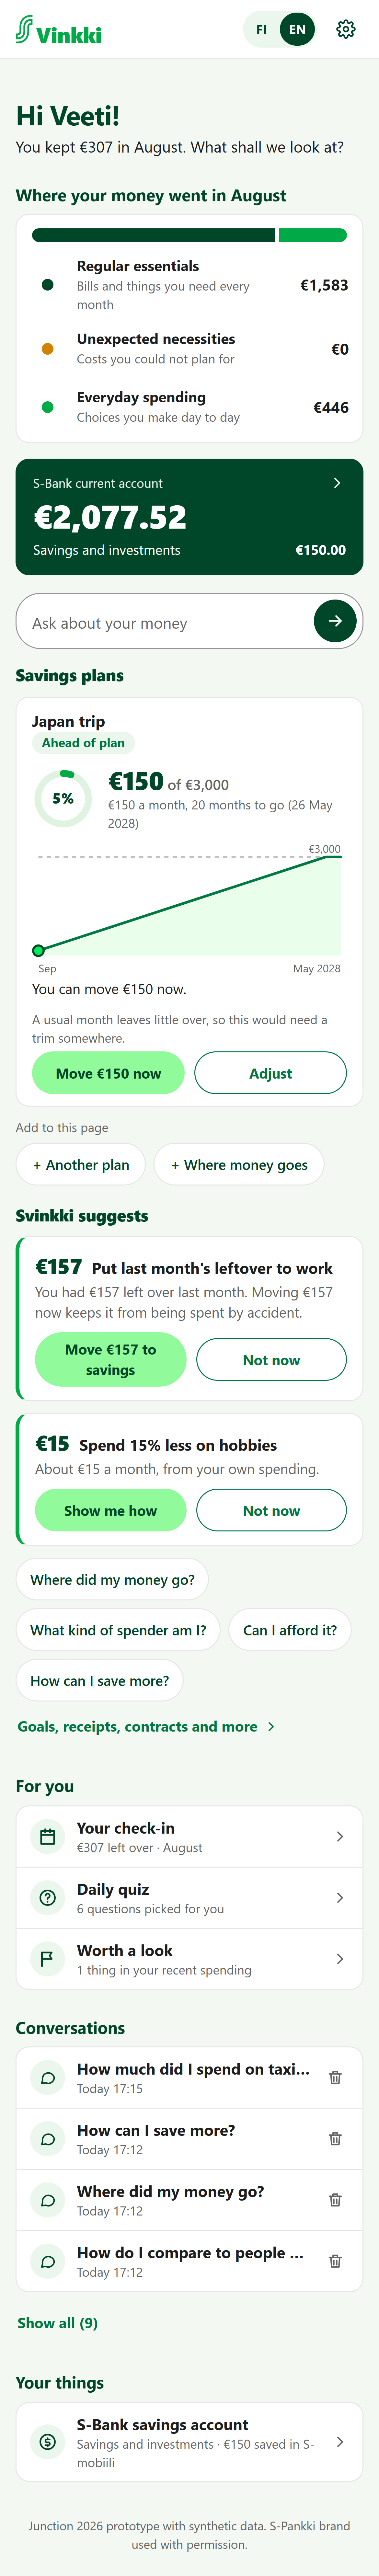 Svinkki
FI EN
Hi Veeti!
You kept €307 in August. What shall we look at?
Where your money went in August
Regular essentials
Bills and things you need every
month
€1,583
Unexpected necessities
Costs you could not plan for
€0
Everyday spending
Choices you make day to day
€446
S-Bank current account
€2,077.52
Savings and investments €150.00
Ask about your money
Savings plans
Japan trip
Ahead of plan
5%
€150 of €3,000
€150 a month, 20 months to go (26 May
2028)
€3,000
Sep May 2028
You can move €150 now.
A usual month leaves little over, so this would need a
trim somewhere.
Move €150 now Adjust
Add to this page
+ Another plan + Where money goes
Svinkki suggests
€157 Put last month's leftover to work
You had €157 left over last month. Moving €157
now keeps it from being spent by accident.
Move €157 to
savings
Not now
€15 Spend 15% less on hobbies
About €15 a month, from your own spending.
Show me how Not now
Where did my money go?
What kind of spender am I? Can I afford it?
How can I save more?
Goals, receipts, contracts and more
For you
Your check-in
€307 left over · August
Daily quiz
6 questions picked for you
Worth a look
1 thing in your recent spending
Conversations
How much did I spend on taxi...
Today 17:15
How can I save more?
Today 17:12
Where did my money go?
Today 17:12
How do I compare to people ...
Today 17:12
Show all (9)
Your things
S-Bank savings account
Savings and investments · €150 saved in S-
mobiili
Junction 2026 prototype with synthetic data. S-Pankki brand
used with permission.